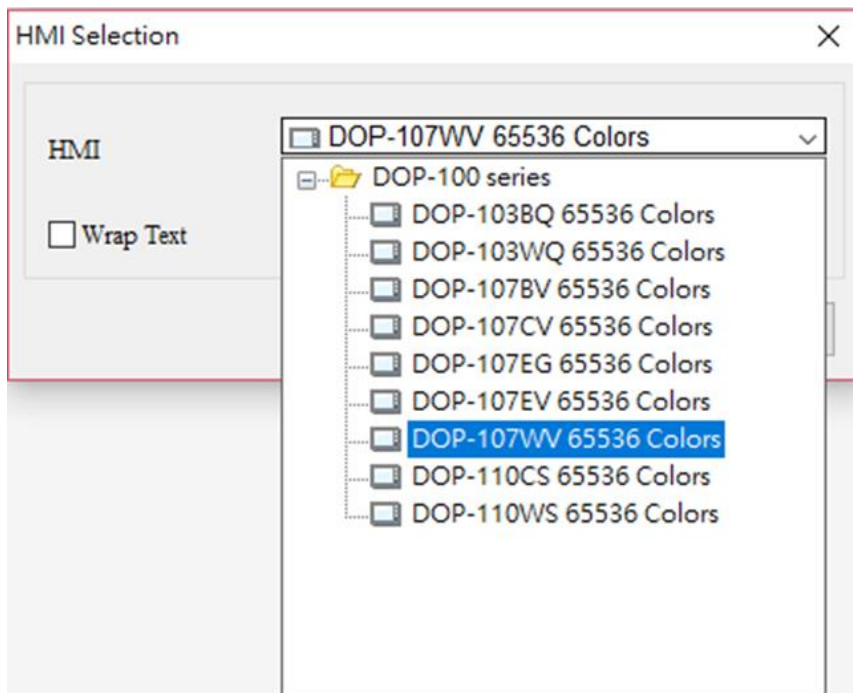 HMI Selection
HMI
DOP-107WV 65536 Colors
DOP-100 series
DOP-103BQ 65536 Colors
DOP-103WQ 65536 Colors
Wrap Text
DOP-107BV 65536 Colors
DOP-107CV 65536 Colors
DOP-107EG 65536 Colors
DOP-107EV 65536 Colors
DOP-107WV 65536 Colors
DOP-110CS 65536 Colors
DOP-110WS 65536 Colors